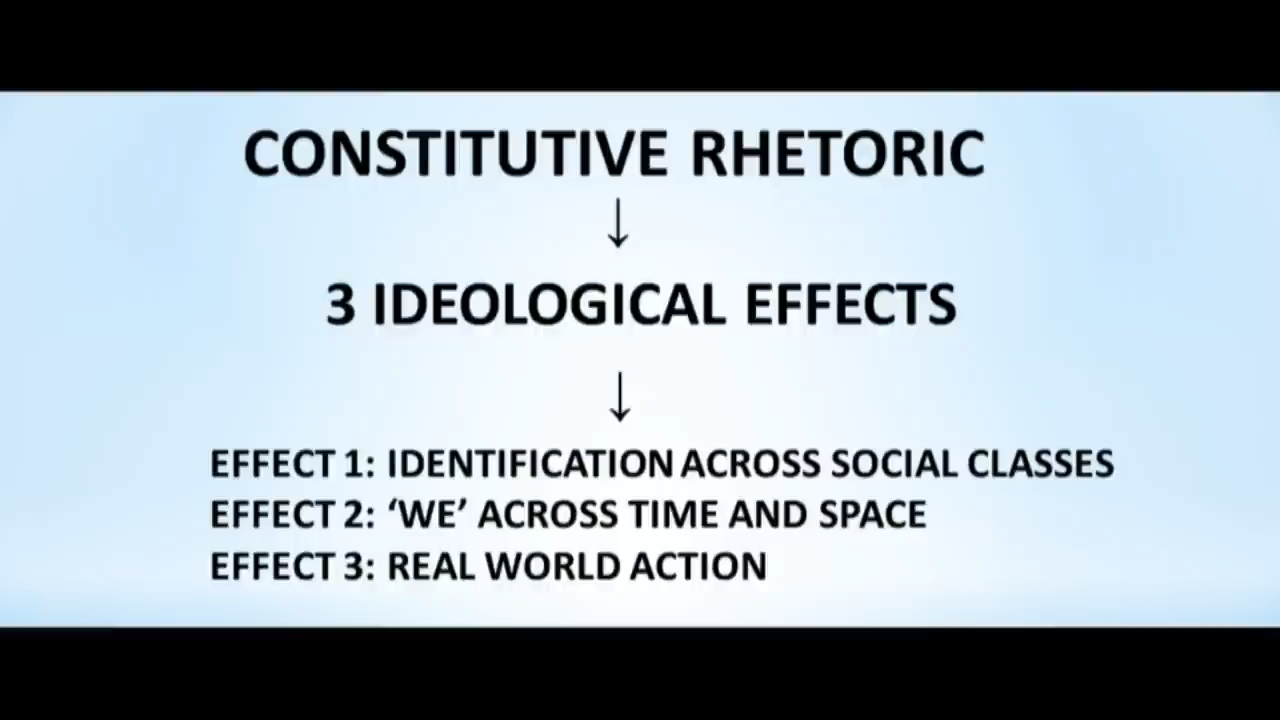 CONSTITUTIVE RHETORIC
↓
3 IDEOLOGICAL EFFECTS
↓
EFFECT 1: IDENTIFICATION ACROSS SOCIAL CLASSES
EFFECT 2: ‘WE’ ACROSS TIME AND SPACE
EFFECT 3: REAL WORLD ACTION